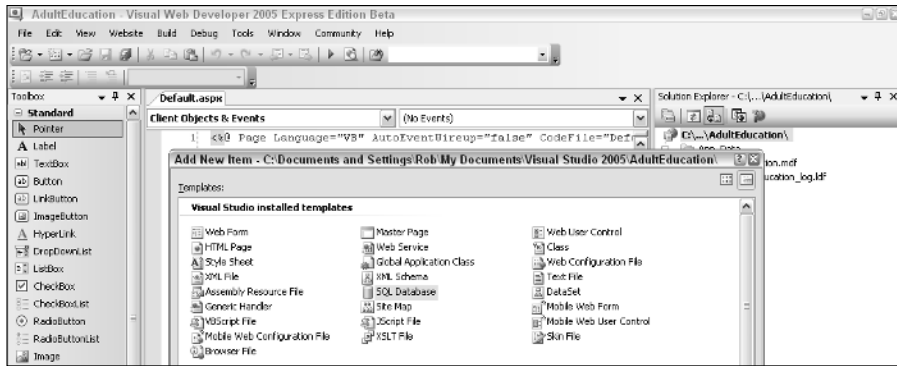 AdultEducation - Visual Web Developer 2005 Express Edition Beta
File Edit View Website Build Debug Tools Window Community Help
Toolbox
Standard
Pointer
A Label
TextBox
Button
LinkButton
ImageButton
A HyperLink
DropDownList
ListBox
CheckBox
CheckBoxList
RadioButton
RadioButtonList
Image
Default.aspx
Client Objects & Events
(No Events)
1 <%@ Page Language="VB" AutoEventWireup="false" CodeFile="Def
Add New Item - C:\Documents and Settings\Rob\My Documents\Visual Studio 2005\AdultEducation\
Templates:
Visual Studio installed templates
Web Form Master Page Web User Control
HTML Page Web Service Class
Style Sheet Global Application Class Web Configuration File
XML File XML Schema Text File
Assembly Resource File SQL Database DataSet
Generic Handler Site Map Mobile Web Form
VBScript File JScript File Mobile Web User Control
Mobile Web Configuration File XSLT File Skin File
Browser File
Solution Explorer - C:\...\AdultEducation\
C:\...\AdultEducation\
App_Data
ion.mdf
ucation_log.ldf